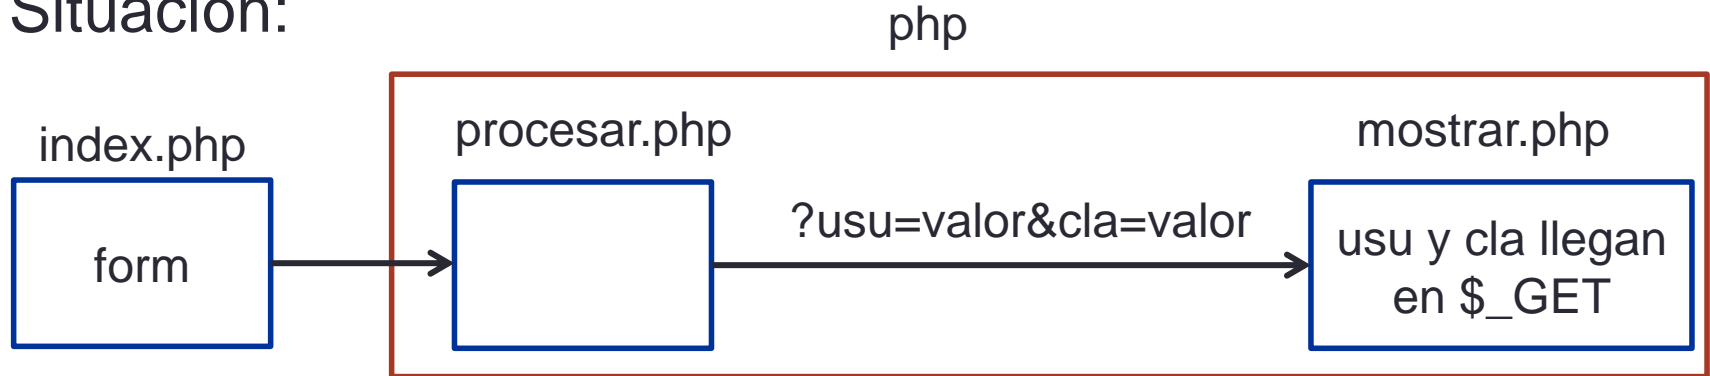 Situación:
php
index.php
procesar.php
mostrar.php
form
?usu=valor&cla=valor
usu y cla llegan
en $_GET